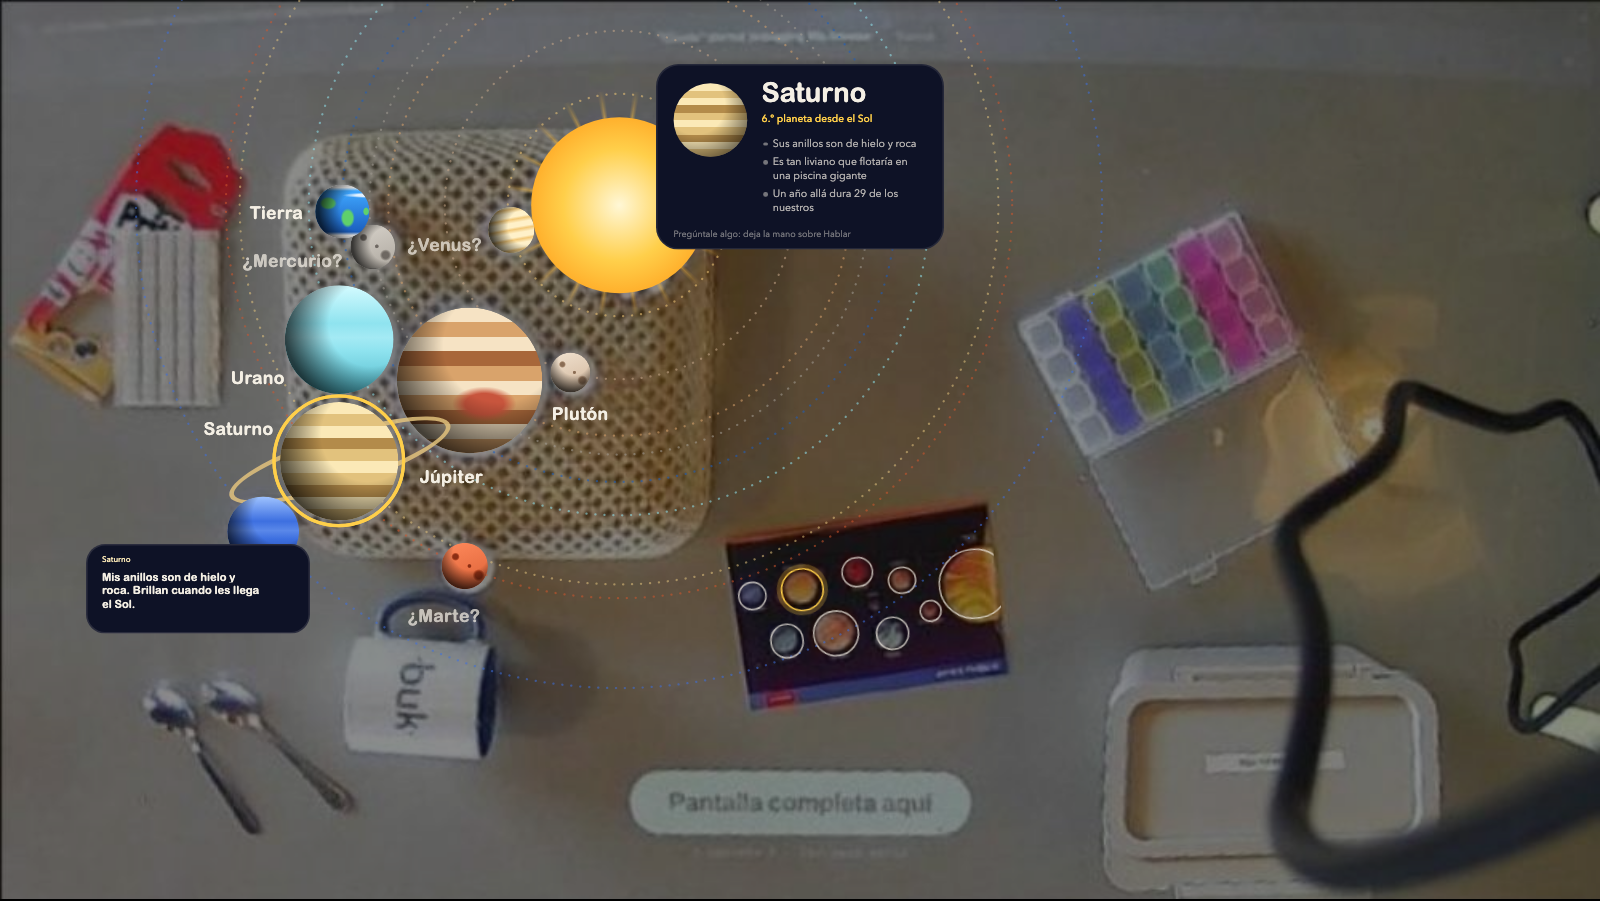 Saturno
6.º planeta desde el Sol
Sus anillos son de hielo y roca
Es tan liviano que flotaría en
una piscina gigante
Un año allá dura 29 de los
nuestros
Pregúntale algo: deja la mano sobre Hablar
Tierra
¿Mercurio?
¿Venus?
Urano
Plutón
Saturno
Júpiter
Saturno
Mis anillos son de hielo y
roca. Brillan cuando les llega
el Sol.
¿Marte?
buk
Pantalla completa aquí